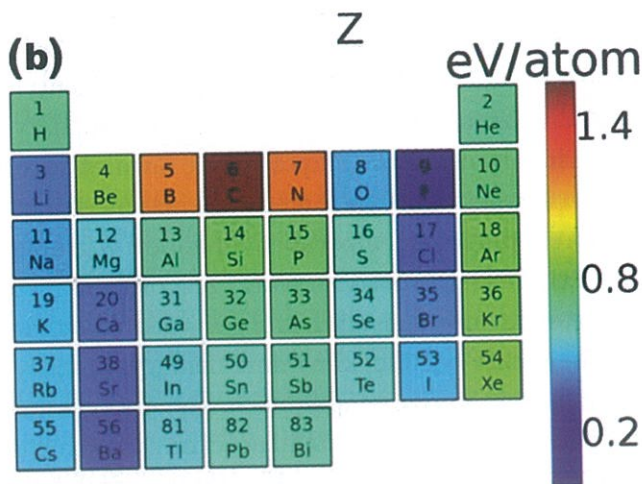 Z
(b)
eV/atom
1 2
H He
1.4
3 4 5 6 7 8 9 10
Li Be B C N O F Ne
11 12 13 14 15 16 17 18
Na Mg Al Si P S Cl Ar
0.8
19 20 31 32 33 34 35 36
K Ca Ga Ge As Se Br Kr
37 38 49 50 51 52 53 54
Rb Sr In Sn Sb Te I Xe
55 56 81 82 83
Cs Ba Tl Pb Bi
0.2